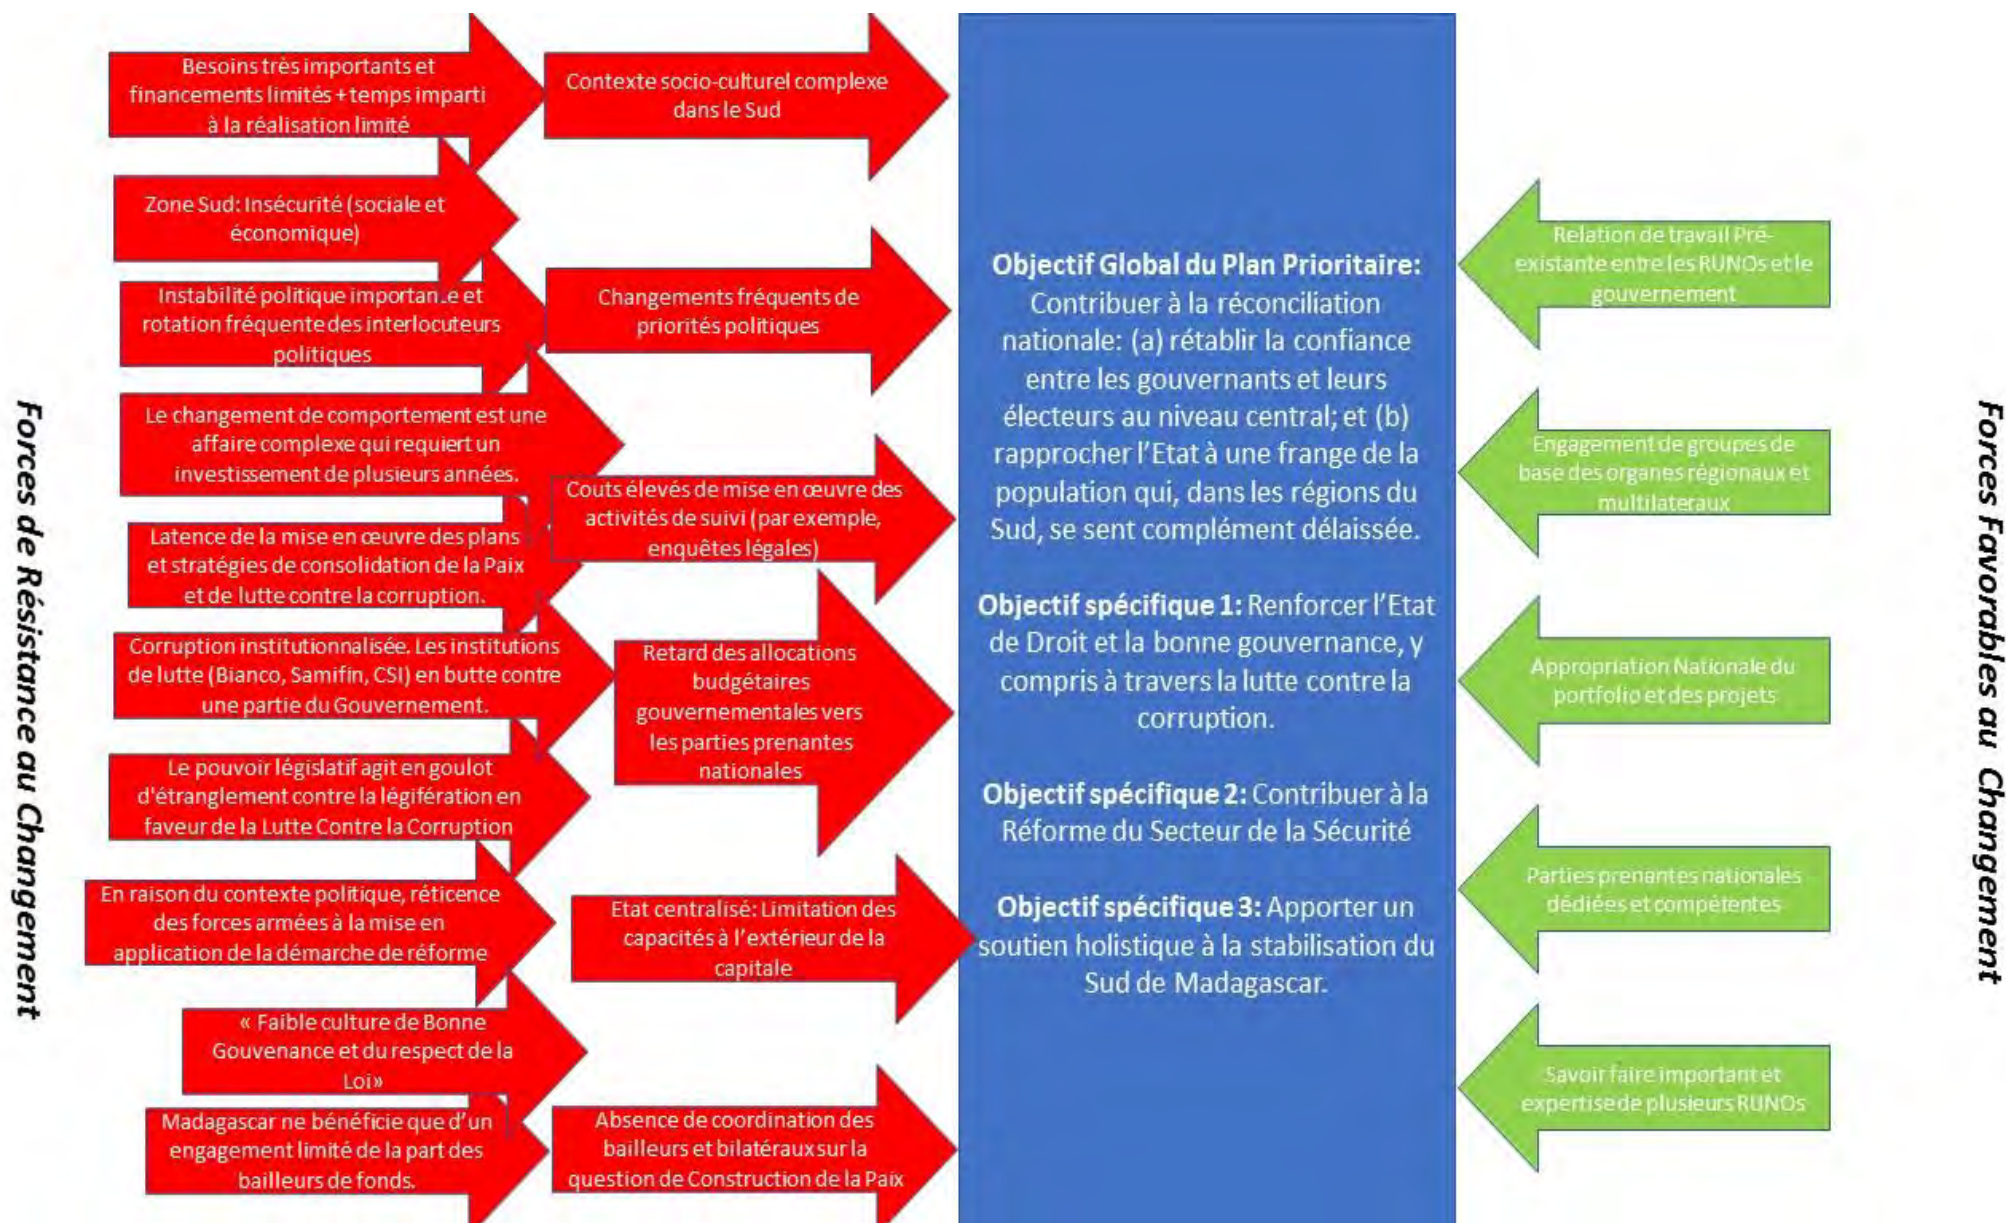 Forces de Résistance au Changement
Besoins très importants et
financements limités + temps imparti
à la réalisation limité
Zone Sud: Insécurité (sociale et
économique)
Instabilité politique importante et
rotation fréquente des interlocuteurs
politiques
Le changement de comportement est une
affaire complexe qui requiert un
investissement de plusieurs années.
Latence de la mise en œuvre des plans
et stratégies de consolidation de la Paix
et de lutte contre la corruption.
Corruption institutionnalisée. Les institutions
de lutte (Bianco, Samifin, CSI) en butte contre
une partie du Gouvernement.
Le pouvoir législatif agit en goulot
d'étranglement contre la légifération en
faveur de la Lutte Contre la Corruption
En raison du contexte politique, réticence
des forces armées à la mise en
application de la démarche de réforme
« Faible culture de Bonne
Gouvenance et du respect de la
Loi»
Madagascar ne bénéficie que d’un
engagement limité de la part des
bailleurs de fonds.
Contexte socio-culturel complexe
dans le Sud
Changements fréquents de
priorités politiques
Couts élevés de mise en œuvre des
activités de suivi (par exemple,
enquêtes légales)
Retard des allocations
budgétaires
gouvernementales vers
les parties prenantes
nationales
Etat centralisé: Limitation des
capacités à l’extérieur de la
capitale
Absence de coordination des
bailleurs et bilatéraux sur la
question de Construction de la Paix
Objectif Global du Plan Prioritaire:
Contribuer à la réconciliation
nationale: (a) rétablir la confiance
entre les gouvernants et leurs
électeurs au niveau central; et (b)
rapprocher l’Etat à une frange de la
population qui, dans les régions du
Sud, se sent complément délaissée.
Objectif spécifique 1: Renforcer l’Etat
de Droit et la bonne gouvernance, y
compris à travers la lutte contre la
corruption.
Objectif spécifique 2: Contribuer à la
Réforme du Secteur de la Sécurité
Objectif spécifique 3: Apporter un
soutien holistique à la stabilisation du
Sud de Madagascar.
Relation de travail Pré-
existante entre les RUNOs et le
gouvernement
Engagement de groupes de
base des organes régionaux et
multilateraux
Appropriation Nationale du
portfolio et des projets
Parties prenantes nationales
dédiées et compétentes
Savoir faire important et
expertise de plusieurs RUNOs
Forces Favorables au Changement